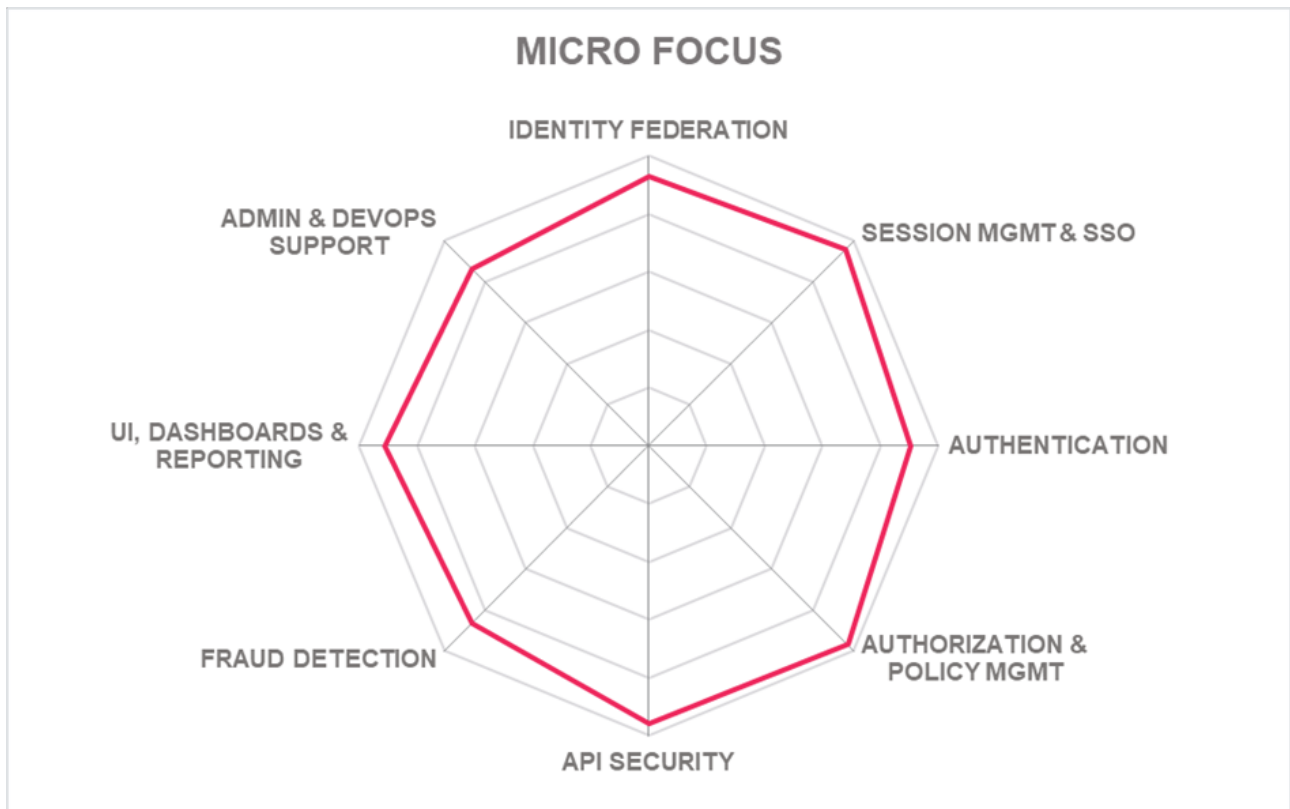 MICRO FOCUS
IDENTITY FEDERATION
ADMIN & DEVOPS
SUPPORT
SESSION MGMT & SSO
UI, DASHBOARDS &
REPORTING
AUTHENTICATION
FRAUD DETECTION
AUTHORIZATION &
POLICY MGMT
API SECURITY